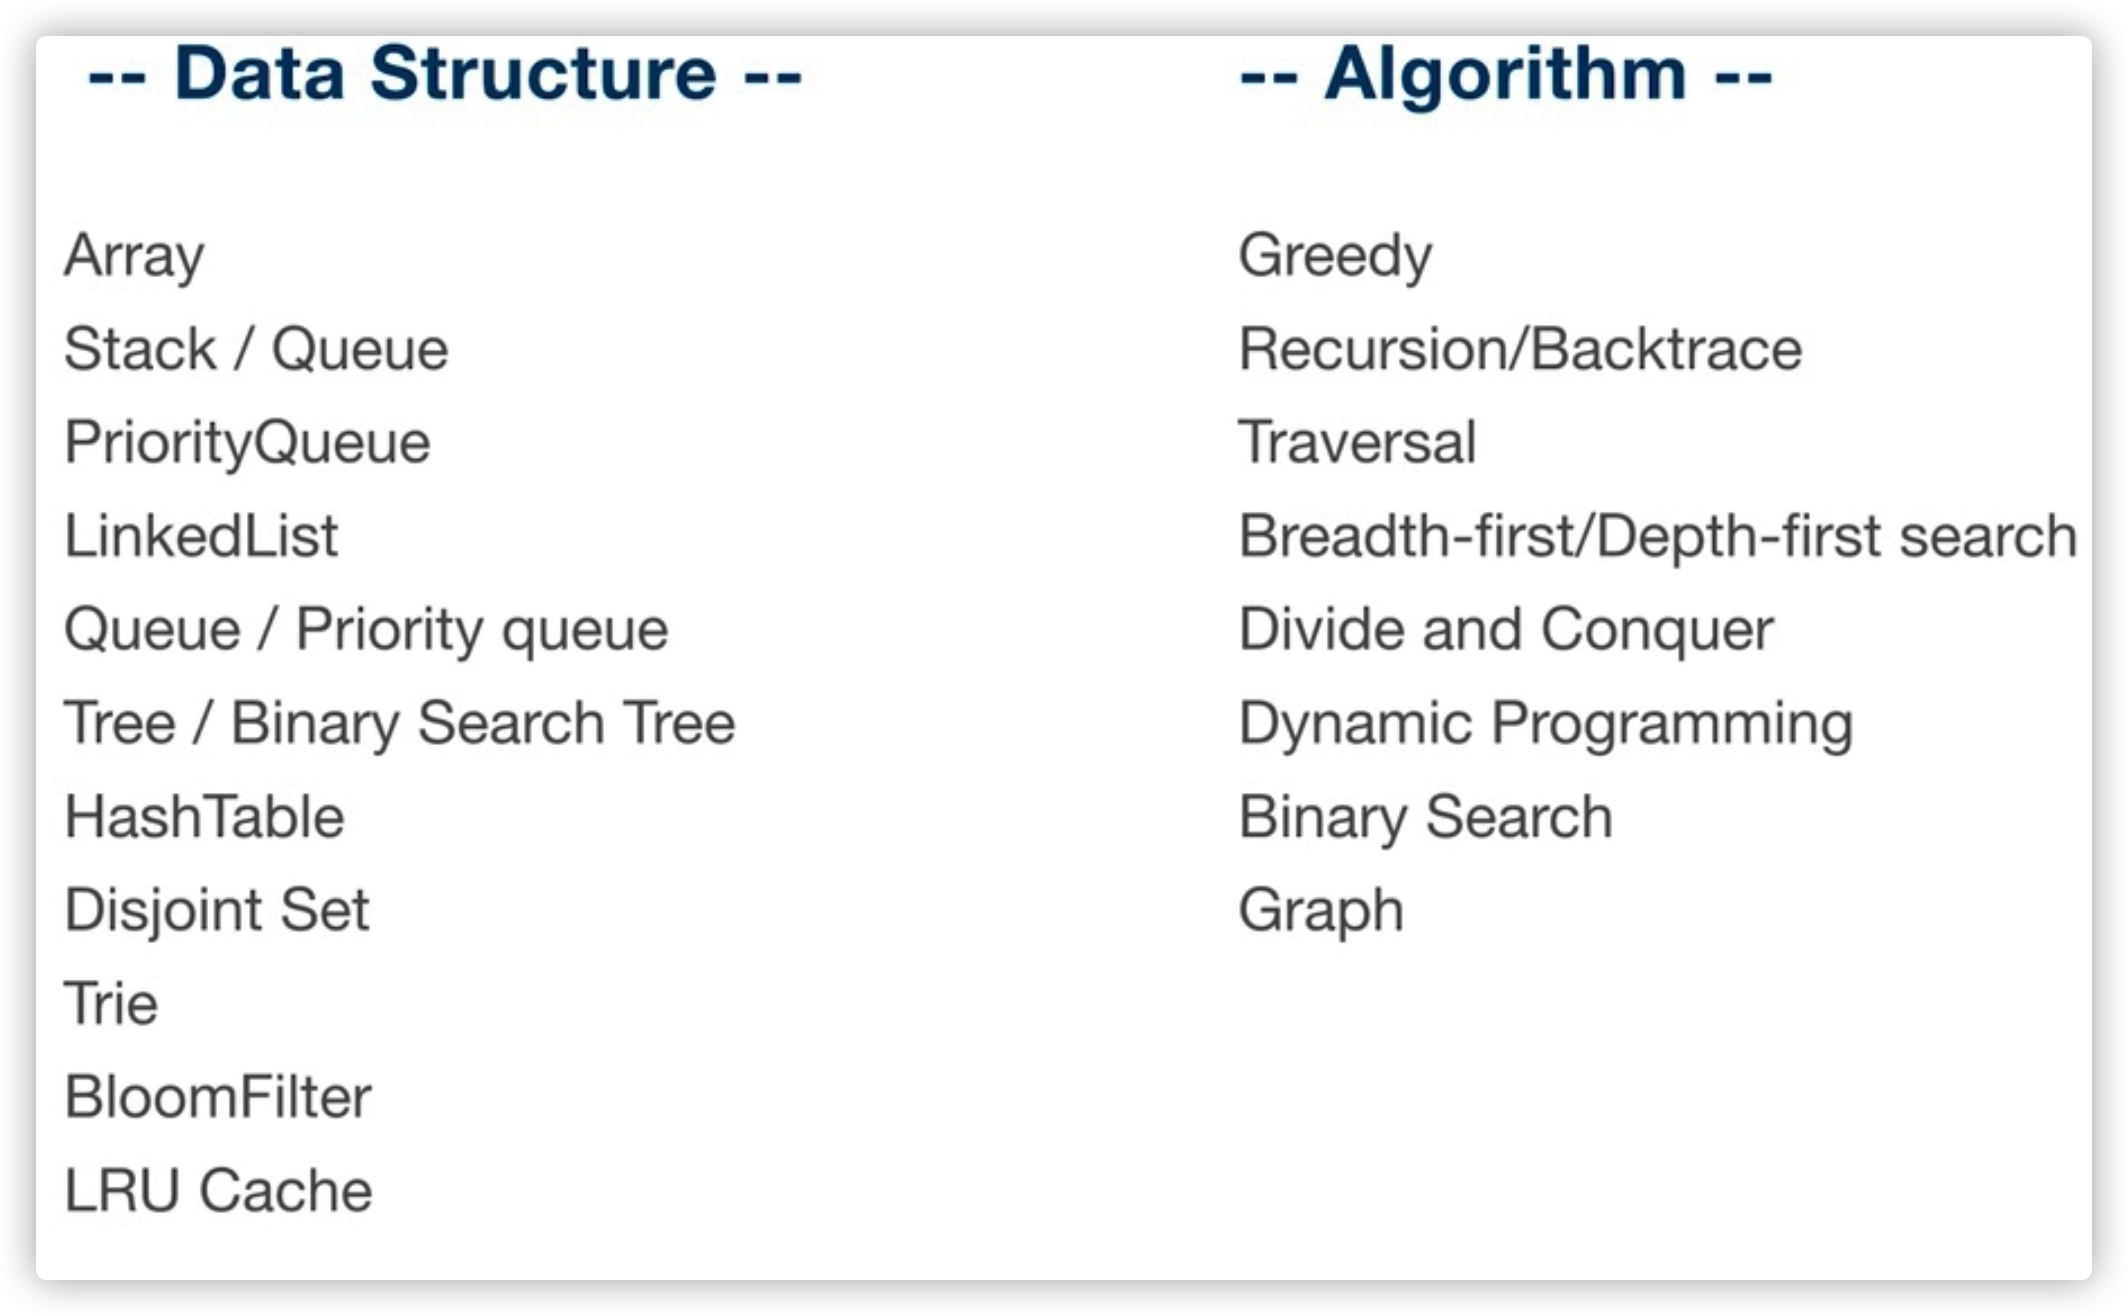 -- Data Structure --
Array
Stack / Queue
PriorityQueue
LinkedList
Queue / Priority queue
Tree / Binary Search Tree
HashTable
Disjoint Set
Trie
BloomFilter
LRU Cache
-- Algorithm --
Greedy
Recursion/Backtrace
Traversal
Breadth-first/Depth-first search
Divide and Conquer
Dynamic Programming
Binary Search
Graph